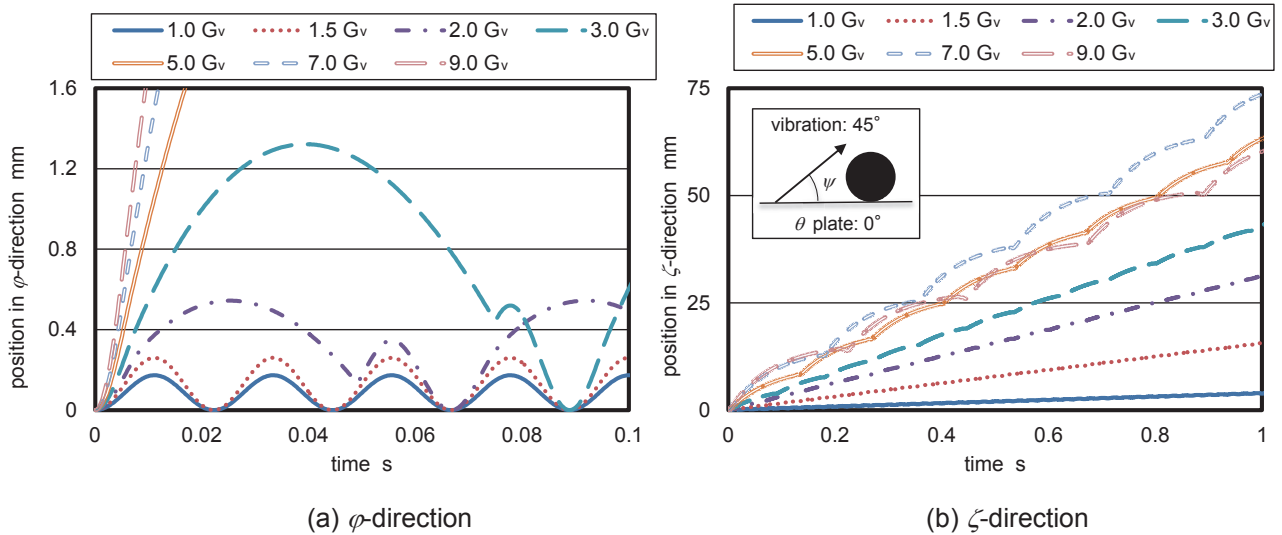 1.0 Gv 1.5 Gv 2.0 Gv 3.0 Gv
5.0 Gv 7.0 Gv 9.0 Gv
position in φ-direction mm
1.6
1.2
0.8
0.4
0
0 0.02 0.04 0.06 0.08 0.1
time s
(a) φ-direction
1.0 Gv 1.5 Gv 2.0 Gv 3.0 Gv
5.0 Gv 7.0 Gv 9.0 Gv
position in ζ-direction mm
75
50
25
0
vibration: 45°
ψ
θ plate: 0°
0 0.2 0.4 0.6 0.8 1
time s
(b) ζ-direction